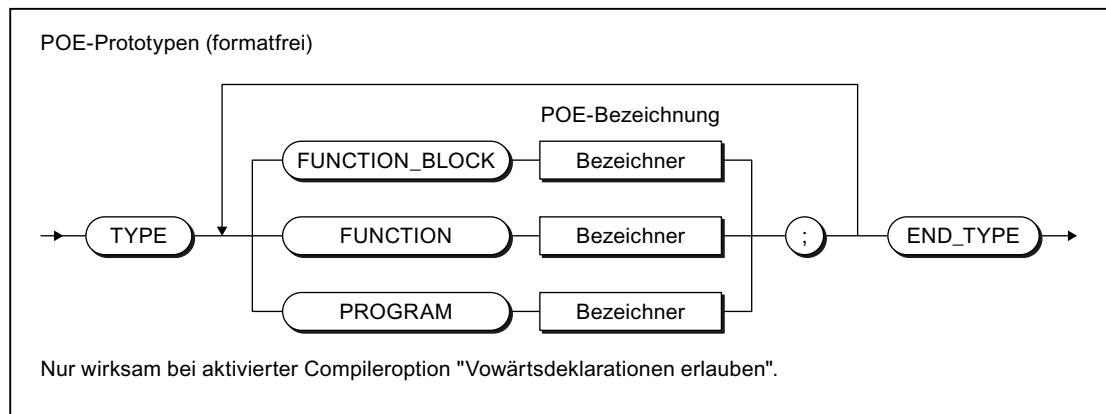 POE-Prototypen (formatfrei)
POE-Bezeichnung
FUNCTION_BLOCK Bezeichner
TYPE FUNCTION Bezeichner ; END_TYPE
PROGRAM Bezeichner
Nur wirksam bei aktivierter Compileroption "Vowärtsdeklarationen erlauben".